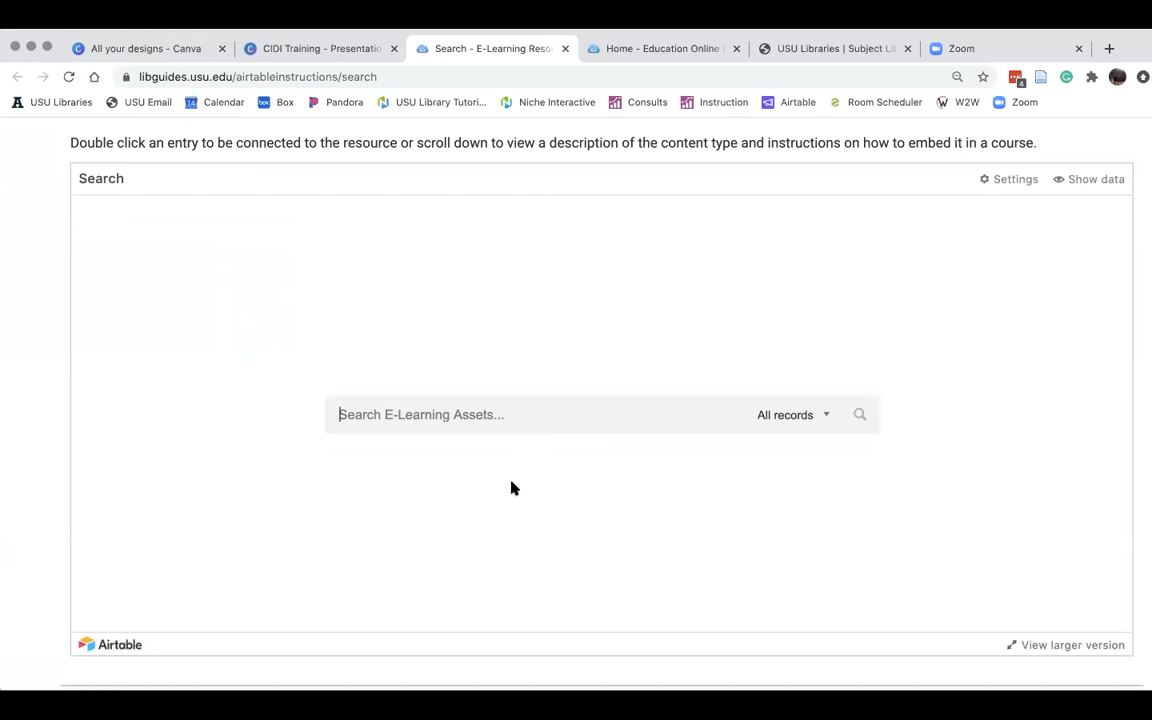 All your designs - Canva
CIDI Training - Presentatio
Search - E-Learning Reso
Home - Education Online
USU Libraries | Subject Li
Zoom
libguides.usu.edu/airtableinstructions/search
4
USU Libraries
USU Email
14
Calendar
box
Box
Pandora
USU Library Tutori...
Niche Interactive
Consults
Instruction
Airtable
Room Scheduler
W2W
Zoom
Double click an entry to be connected to the resource or scroll down to view a description of the content type and instructions on how to embed it in a course.
Search
Settings
Show data
Search E-Learning Assets...
All records
Airtable
View larger version